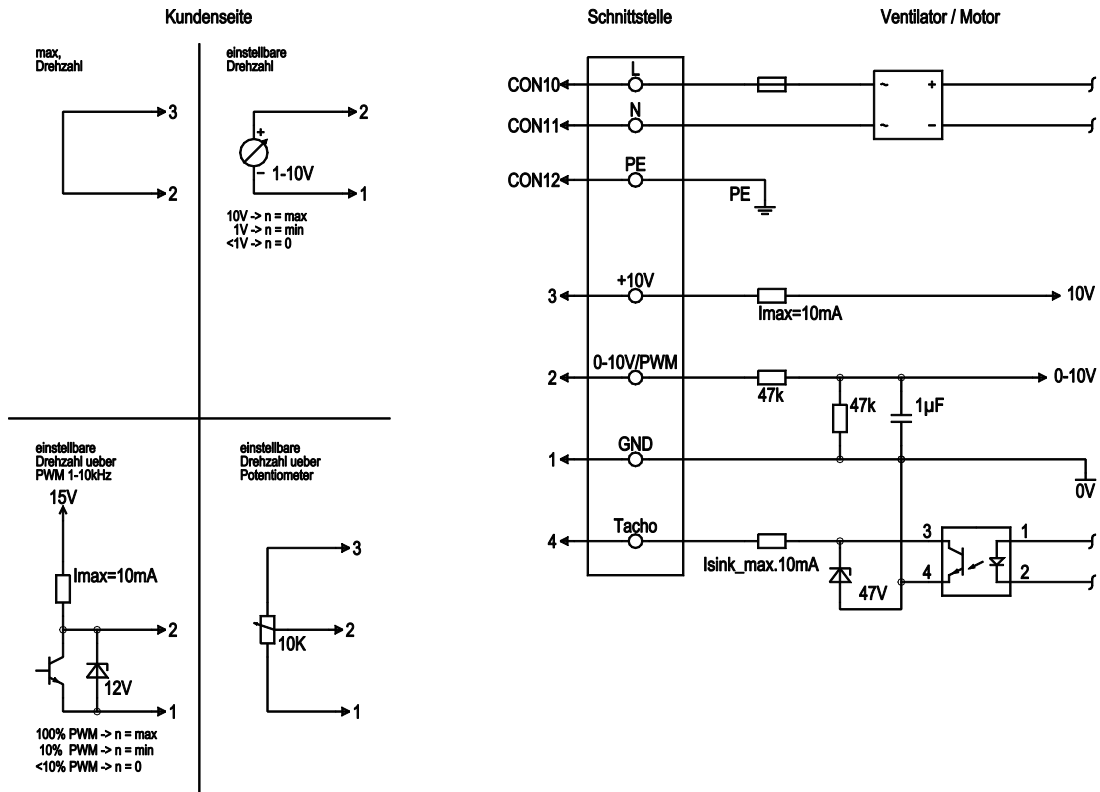 Kundenseite
Schnittstelle
Ventilator / Motor
max,
Drehzahl
3
2
einstellbare
Drehzahl
2
+
-
1-10V
1
10V -> n = max
1V -> n = min
<1V -> n = 0
einstellbare
Drehzahl ueber
PWM 1-10kHz
15V
Imax=10mA
2
12V
1
100% PWM -> n = max
10% PWM -> n = min
<10% PWM -> n = 0
einstellbare
Drehzahl ueber
Potentiometer
3
2
10K
1
L
CON10
~ +
N
CON11
~ -
PE
CON12
PE
+10V
3
10V
Imax=10mA
0-10V/PWM
2
0-10V
47k
47k
1µF
GND
1
0V
Tacho
4
3
1
Isink_max.10mA
4
2
47V